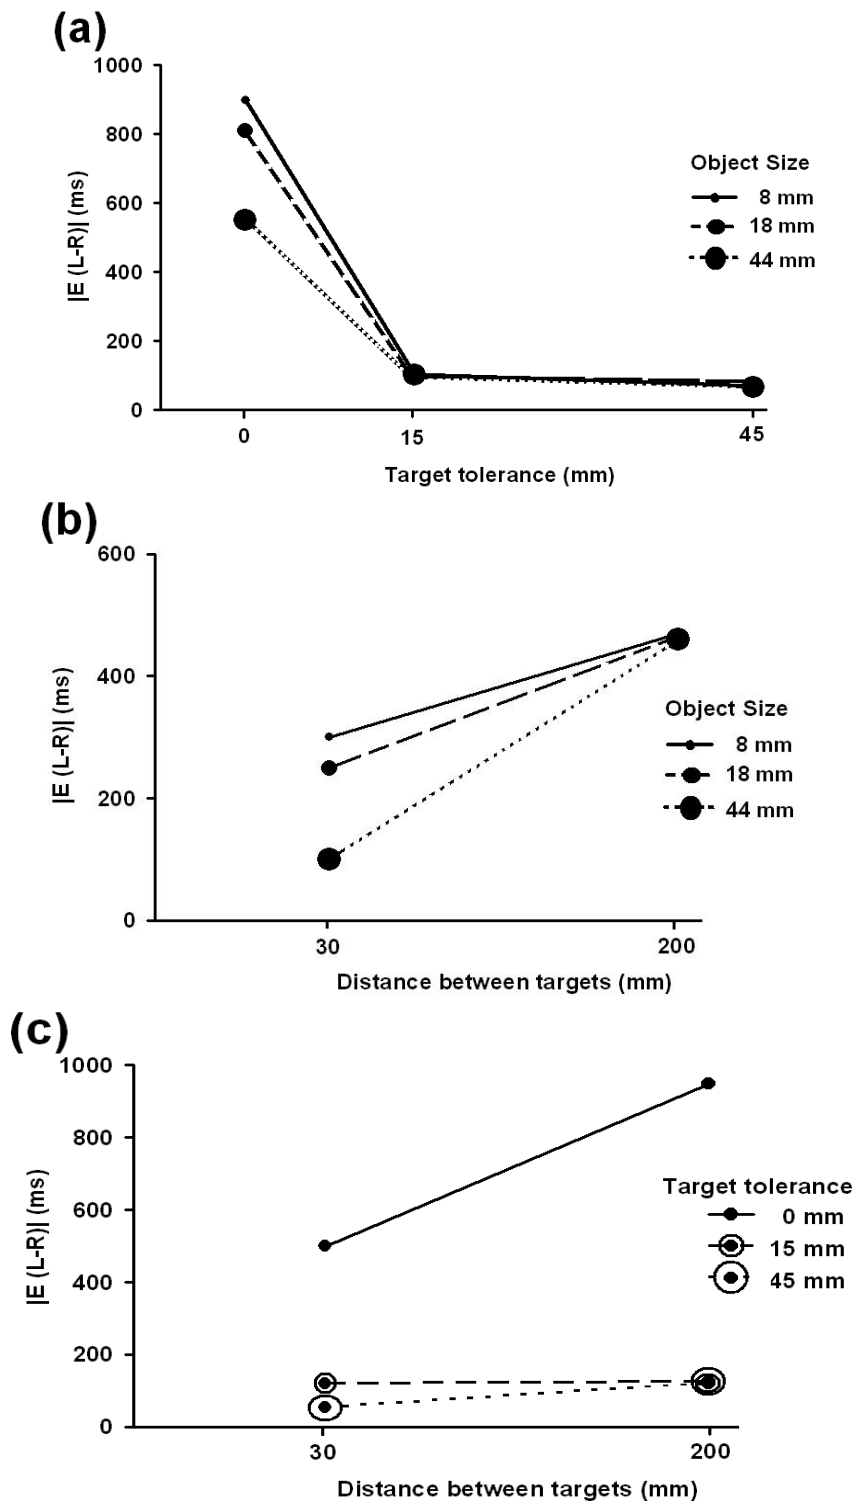 (a)
1000
800
600
400
200
0
|E (L-R)| (ms)
Object Size
8 mm
18 mm
44 mm
0 15 45
Target tolerance (mm)
(b)
600
400
200
0
|E (L-R)| (ms)
Object Size
8 mm
18 mm
44 mm
30 200
Distance between targets (mm)
(c)
1000
800
600
400
200
0
|E (L-R)| (ms)
Target tolerance
0 mm
15 mm
45 mm
30 200
Distance between targets (mm)